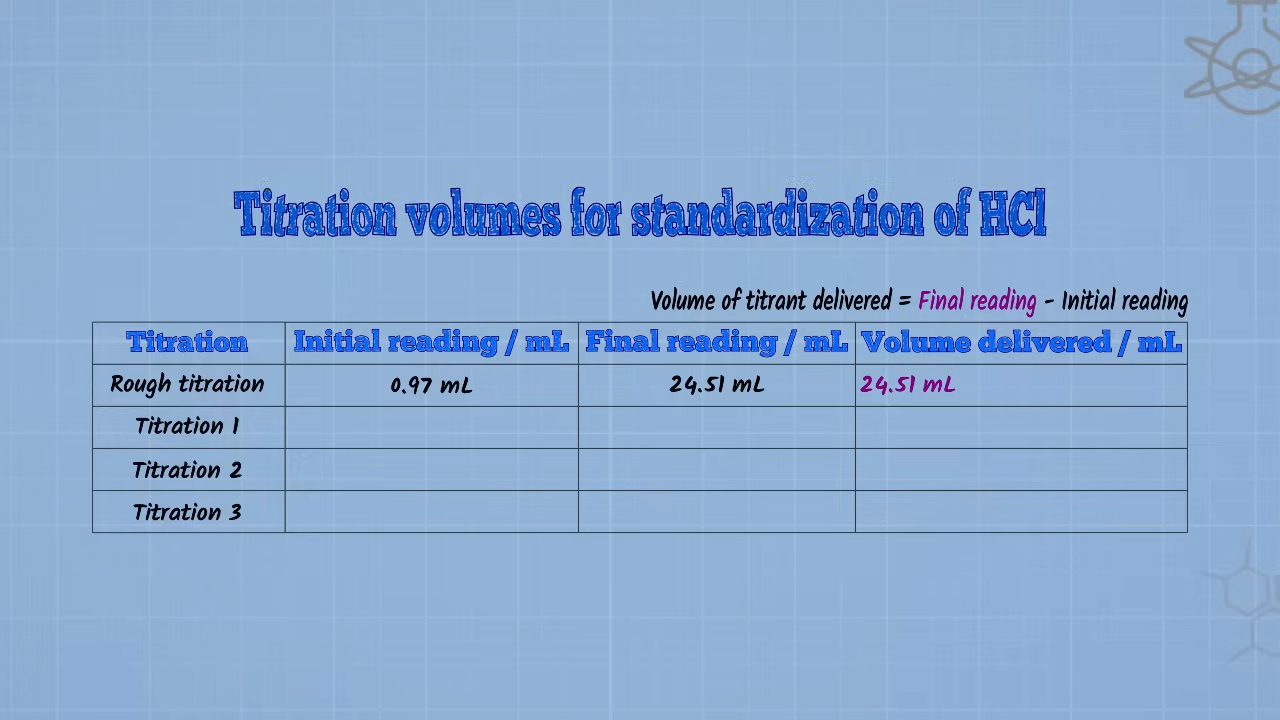 Titration volumes for standardization of HCl
Volume of titrant delivered = Final reading - Initial reading
Titration Initial reading / mL Final reading / mL Volume delivered / mL
Rough titration 0.97 mL 24.51 mL 24.51 mL
Titration 1
Titration 2
Titration 3